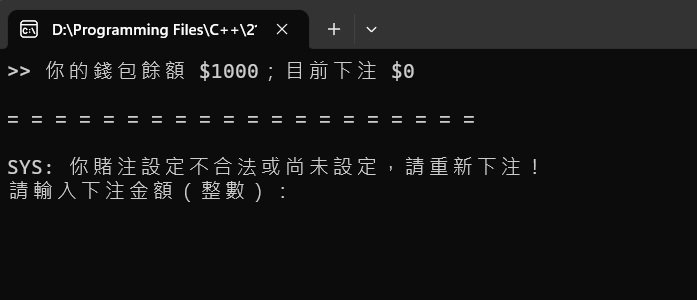 D:\Programming Files\C++\2
>> 你的錢包餘額 $1000；目前下注 $0
= = = = = = = = = = = = = = = = = = = =
SYS: 你賭注設定不合法或尚未設定，請重新下注！
請輸入下注金額（整數）：